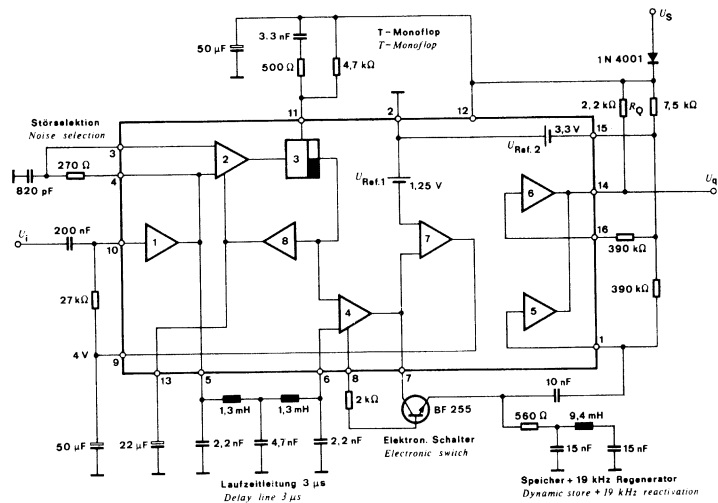 U_S
50 µF
3.3 nF
T-Monoflop
T-Monoflop
500Ω
4,7 kΩ
1N 4001
2,2 kΩ
R_Q
7,5 kΩ
11
2
12
15
3,3 V
U_Ref.2
Störselektion
Noise selection
270 Ω
820 pF
3
4
2
3
U_Ref.1
1,25 V
6
14
U_q
200 nF
U_i
10
1
8
7
16
390 kΩ
390 kΩ
27 kΩ
4
5
1
4 V
9
13
5
6
8
7
10 nF
1,3 mH
1,3 mH
2 kΩ
BF 255
560 Ω
9,4 mH
50 µF
22 µF
2,2 nF
4,7 nF
2,2 nF
Elektron. Schalter
Electronic switch
15 nF
15 nF
Laufzeitleitung 3 µs
Delay line 3 µs
Speicher + 19 kHz Regenerator
Dynamic store + 19 kHz reactivation